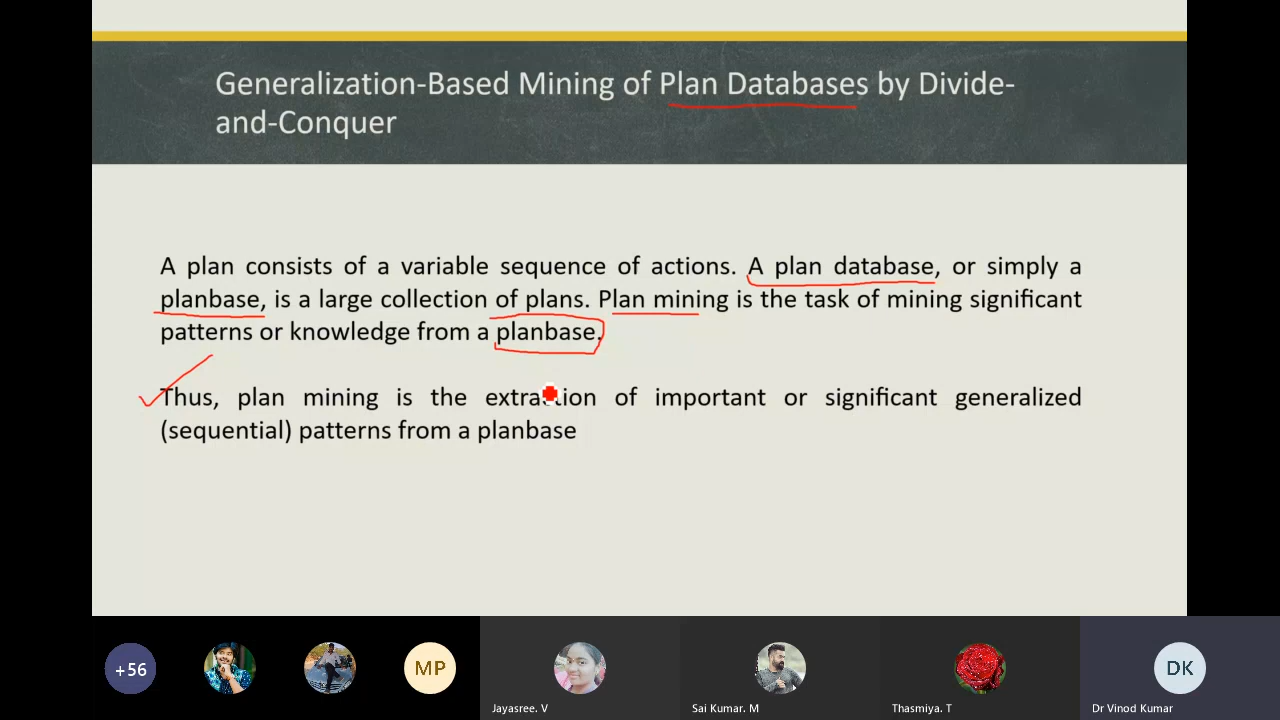 Generalization-Based Mining of Plan Databases by Divide-
and-Conquer
A plan consists of a variable sequence of actions. A plan database, or simply a
planbase, is a large collection of plans. Plan mining is the task of mining significant
patterns or knowledge from a planbase.
Thus, plan mining is the extraction of important or significant generalized
(sequential) patterns from a planbase
+56
MP
DK
Jayasree. V
Sai Kumar. M
Thasmiya. T
Dr Vinod Kumar